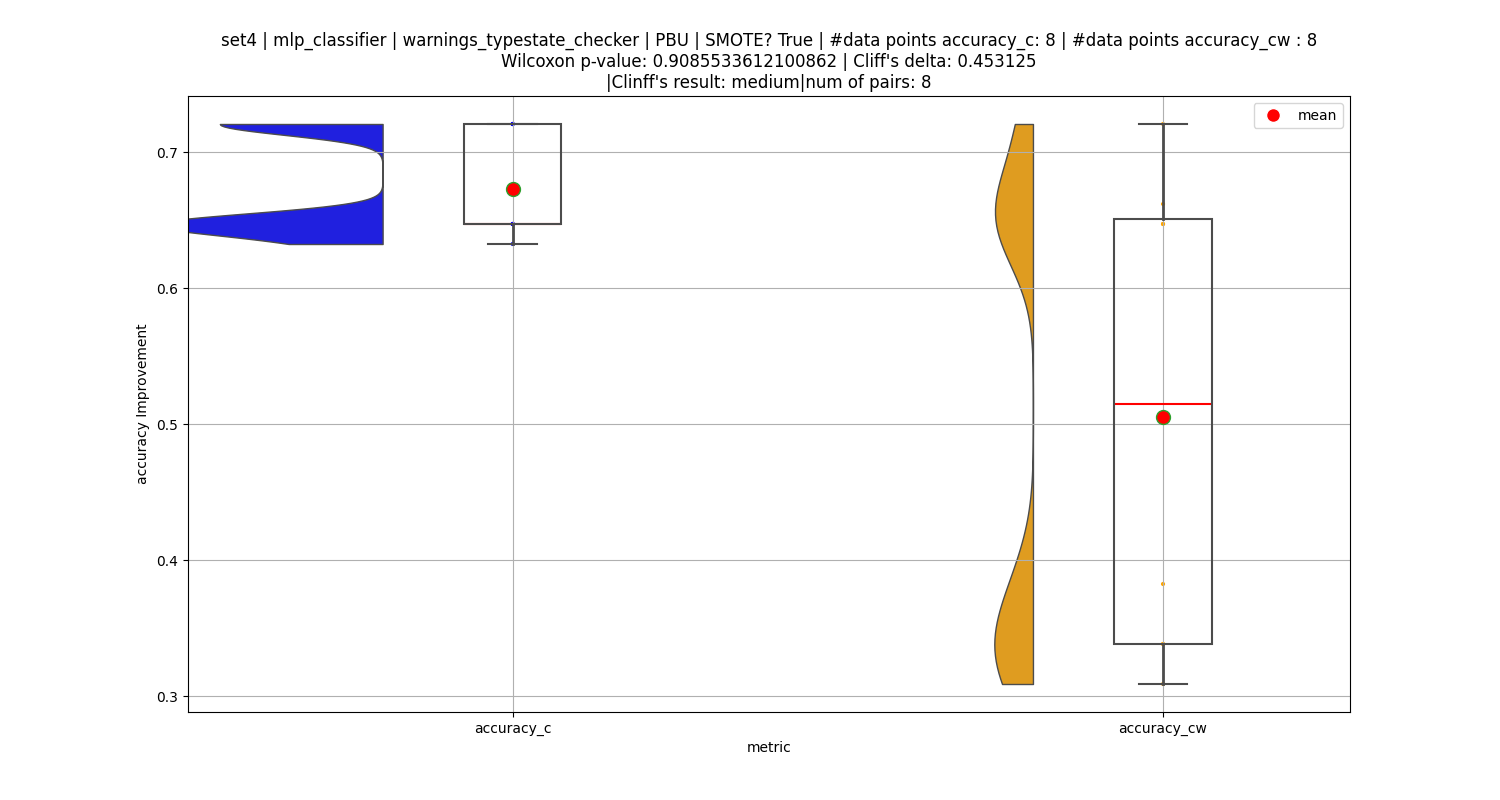 set4 | mlp_classifier | warnings_typestate_checker | PBU | SMOTE? True | #data points accuracy_c: 8 | #data points accuracy_cw : 8
Wilcoxon p-value: 0.9085533612100862 | Cliff's delta: 0.453125
|Clinff's result: medium|num of pairs: 8
mean
0.7
0.6
0.5
0.4
0.3
accuracy Improvement
accuracy_c
accuracy_cw
metric